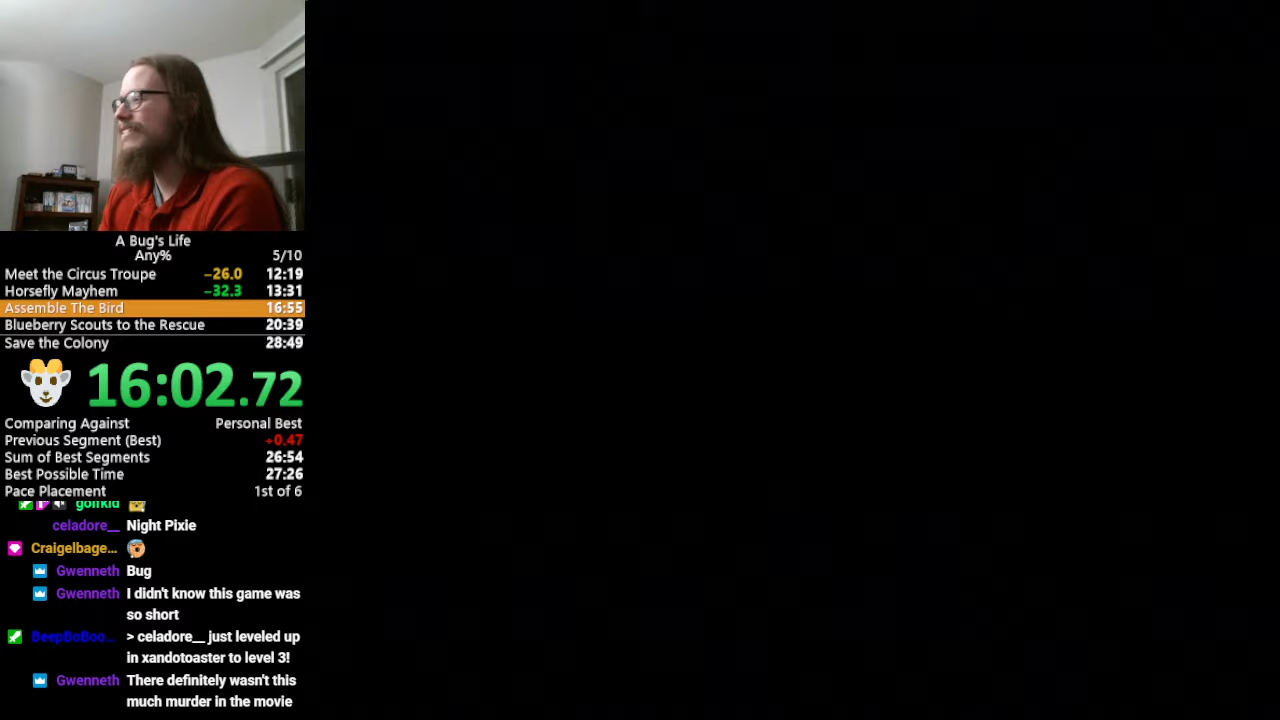 A Bug's Life
Any% 5/10
Meet the Circus Troupe -26.0 12:19
Horsefly Mayhem -32.3 13:31
Assemble The Bird 16:55
Blueberry Scouts to the Rescue 20:39
Save the Colony 28:49
16:02.72
Comparing Against Personal Best
Previous Segment (Best) +0.47
Sum of Best Segments 26:54
Best Possible Time 27:26
Pace Placement 1st of 6
golfkid
celadore__ Night Pixie
Craigelbage...
Gwenneth Bug
Gwenneth I didn't know this game was
so short
BeepBoBoo... > celadore__ just leveled up
in xandotoaster to level 3!
Gwenneth There definitely wasn't this
much murder in the movie